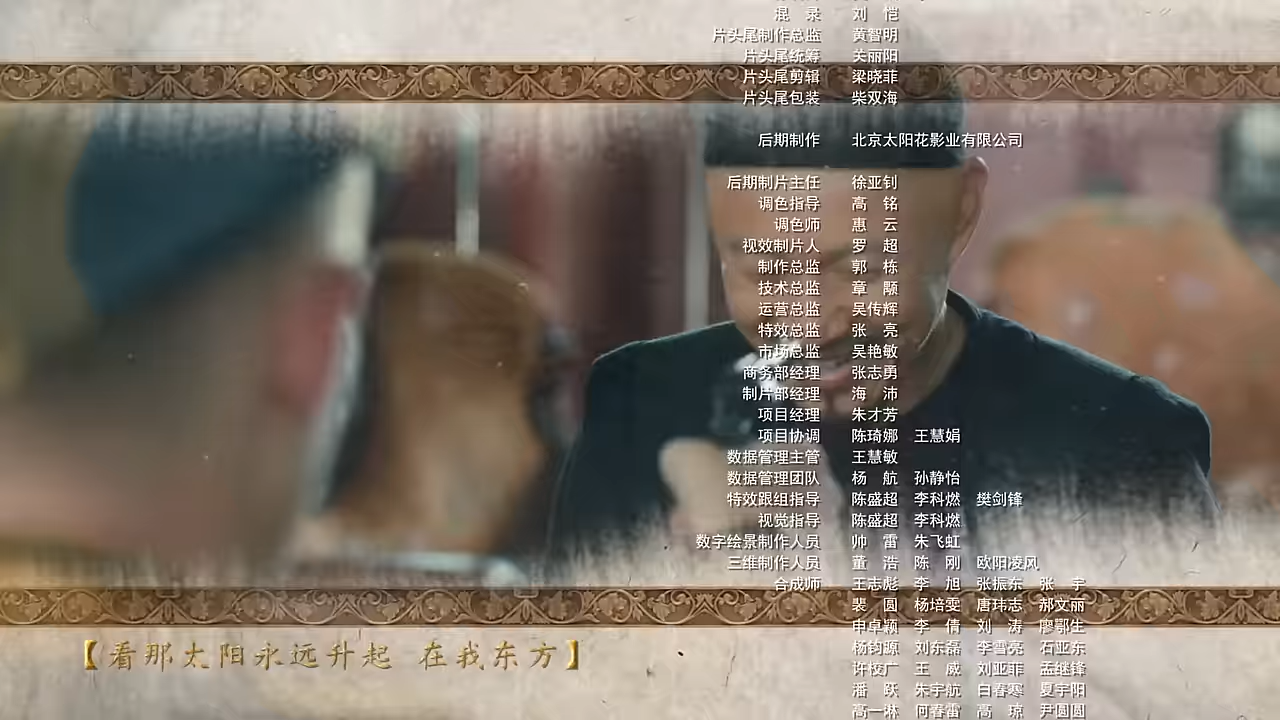 混 录 刘 恺
片头尾制作总监 黄智明
片头尾统筹 关丽阳
片头尾剪辑 梁晓菲
片头尾包装 柴双海
后期制作 北京太阳花影业有限公司
后期制片主任 徐亚钊
调色指导 高 铭
调色师 惠 云
视效制片人 罗 超
制作总监 郭 栋
技术总监 章 颙
运营总监 吴传辉
特效总监 张 亮
市场总监 吴艳敏
商务部经理 张志勇
制片部经理 海 沛
项目经理 朱才芳
项目协调 陈琦娜 王慧娟
数据管理主管 王慧敏
数据管理团队 杨 航 孙静怡
特效跟组指导 陈盛超 李科燃 樊剑锋
视觉指导 陈盛超 李科燃
数字绘景制作人员 帅 雷 朱飞虹
三维制作人员 董 浩 陈 刚 欧阳凌风
合成师 王志彪 李 旭 张振东 张 宇
裴 圆 杨培雯 唐玮志 郝文丽
申卓颖 李 倩 刘 涛 廖鄂生
杨钧源 刘东磊 李雪亮 石亚东
许棱广 王 威 刘亚菲 孟继锋
潘 跃 朱宇航 白春寒 夏宇阳
高一淋 何春雷 高 琼 尹圆圆
【看那太阳永远升起 在我东方】